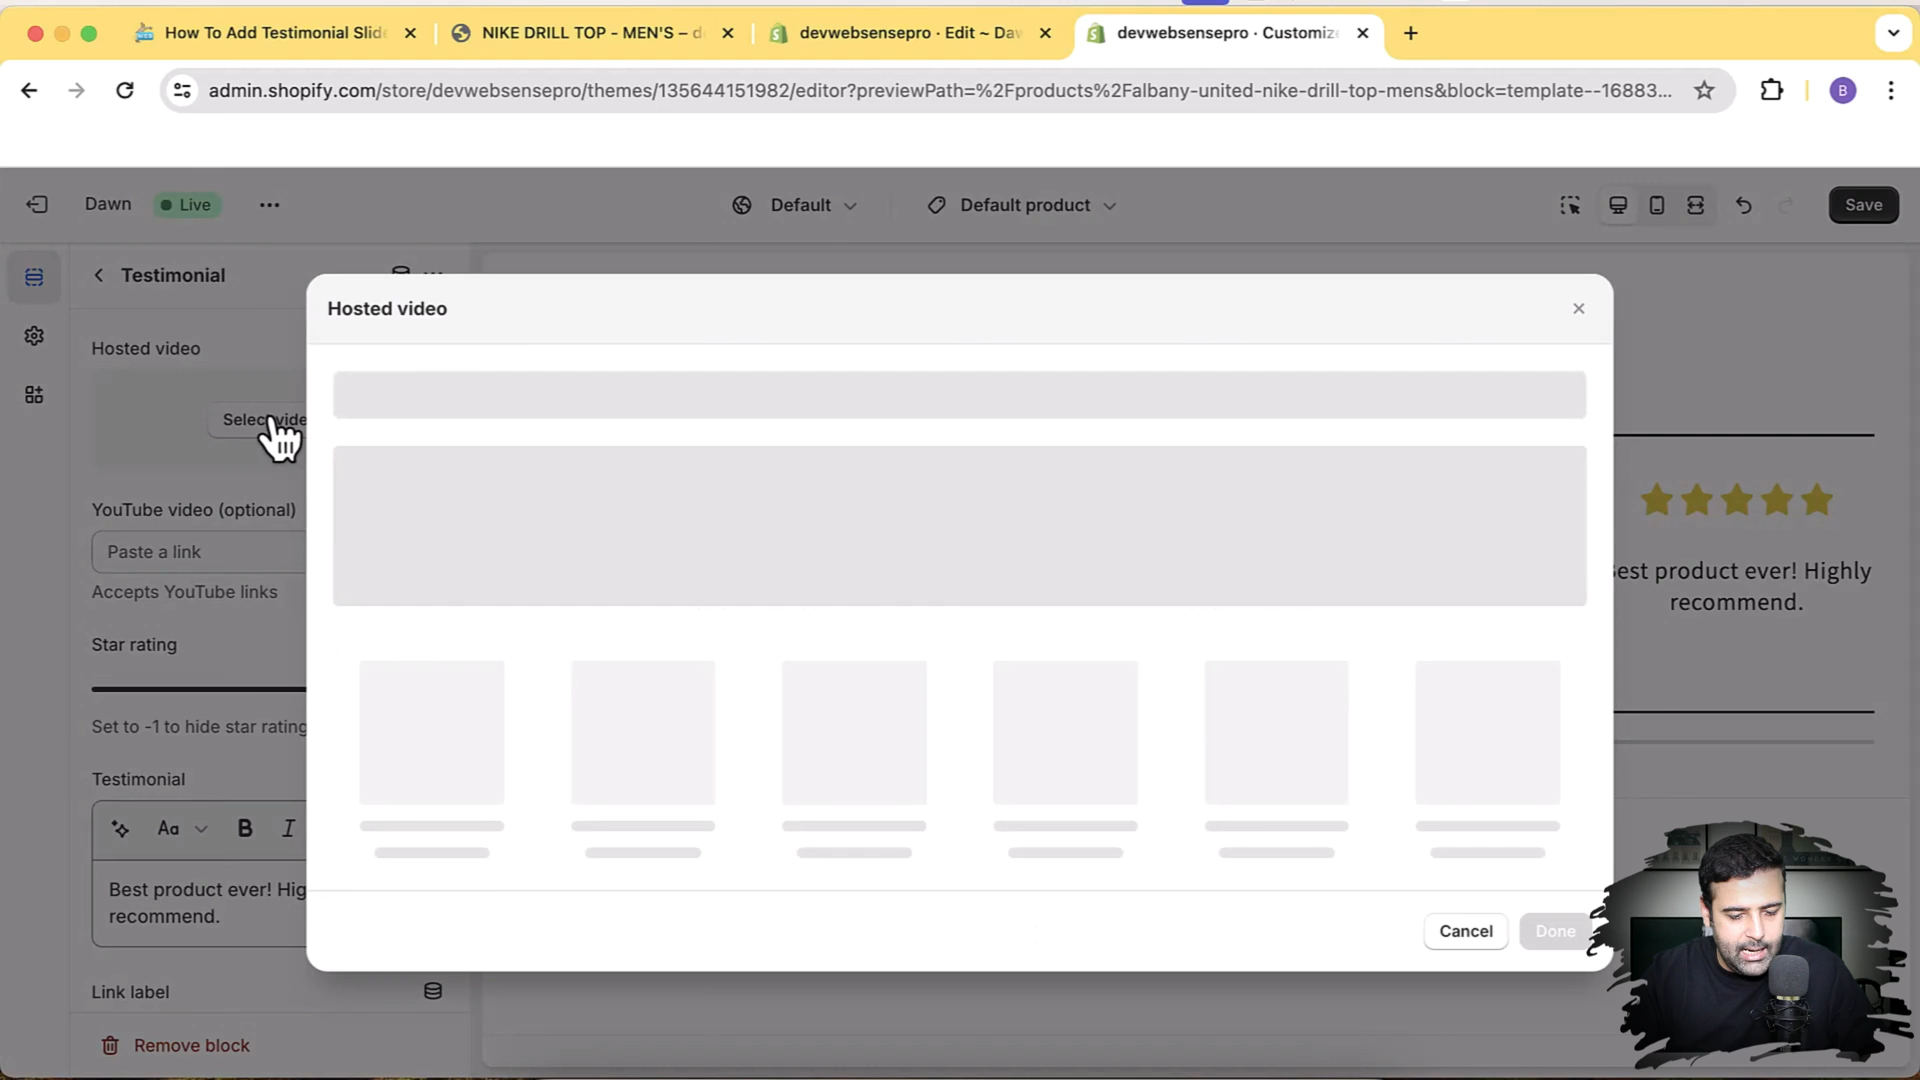 How To Add Testimonial Slid
NIKE DRILL TOP - MEN'S – d
devwebsensepro · Edit ~ Da
devwebsensepro · Customiz
admin.shopify.com/store/devwebsensepro/themes/135644151982/editor?previewPath=%2Fproducts%2Falbany-united-nike-drill-top-mens&block=template--16883...
B
Dawn
Live
Default
Default product
Save
Testimonial
Hosted video
Hosted video
Select vide
YouTube video (optional)
Paste a link
Accepts YouTube links
Star rating
Set to -1 to hide star rating
Testimonial
Aa
B I
Best product ever! Hig
recommend.
Link label
Remove block
Cancel
Done
est product ever! Highly
recommend.